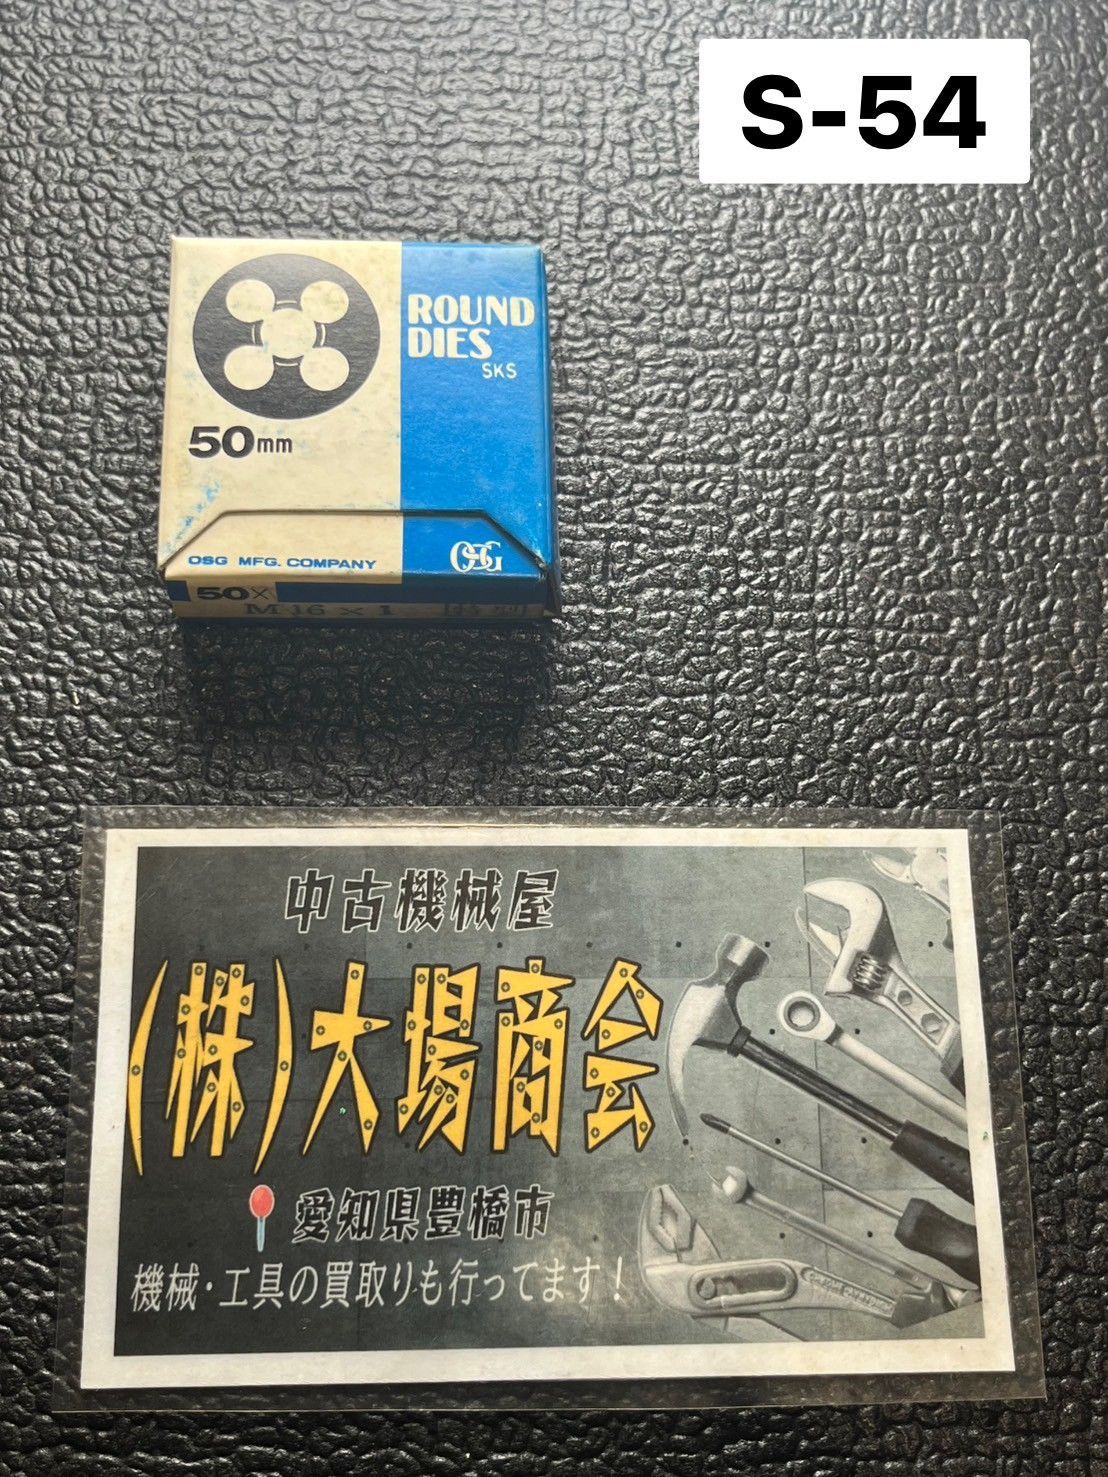 S-54
ROUND
DIES
SKS
50mm
OSG MFG. COMPANY
OSG
50×
M 16 × 1
中古機械屋
(株)大場商会
愛知県豊橋市
機械・工具の買取りも行ってます!